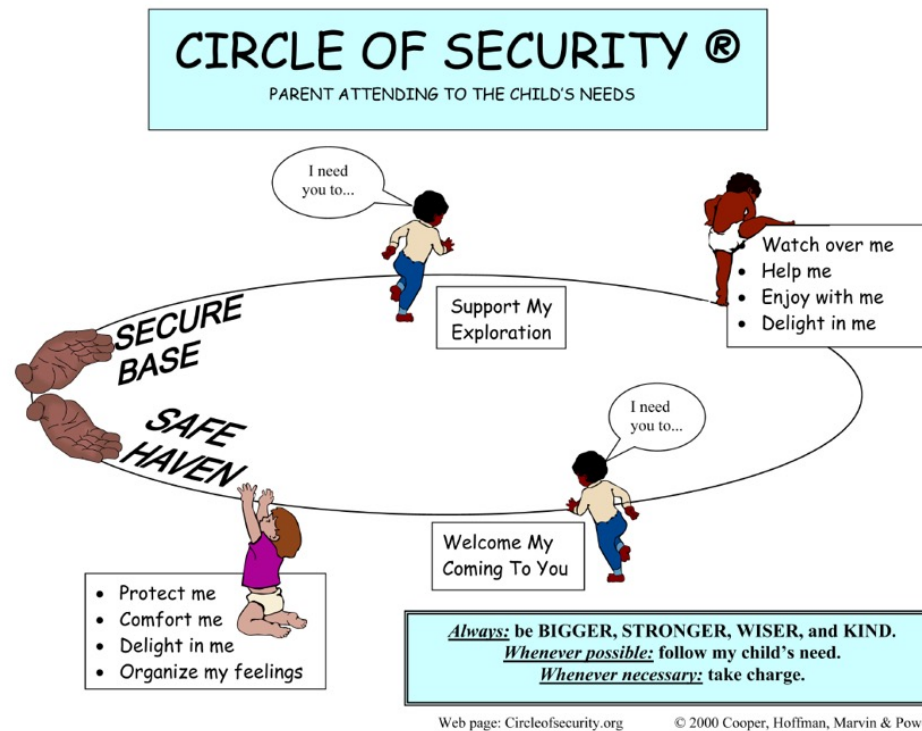 CIRCLE OF SECURITY ®
PARENT ATTENDING TO THE CHILD'S NEEDS
I need
you to...
Support My
Exploration
• Watch over me
• Help me
• Enjoy with me
• Delight in me
SECURE
BASE
SAFE
HAVEN
I need
you to...
Welcome My
Coming To You
• Protect me
• Comfort me
• Delight in me
• Organize my feelings
Always: be BIGGER, STRONGER, WISER, and KIND.
Whenever possible: follow my child's need.
Whenever necessary: take charge.
Web page: Circleofsecurity.org
© 2000 Cooper, Hoffman, Marvin &